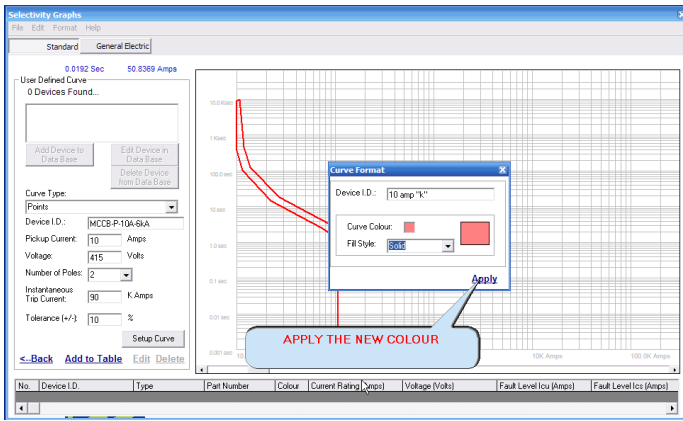 Selectivity Graphs
File Edit Format Help
Standard General Electric
0.0192 Sec 50.8369 Amps
User Defined Curve
0 Devices Found...
Add Device to Data Base
Edit Device in Data Base
Delete Device from Data Base
Curve Type:
Points
Device I.D.: MCCB-P-10A-6kA
Pickup Current: 10 Amps
Voltage: 415 Volts
Number of Poles: 2
Instantaneous
Trip Current: 90 K.Amps
Tolerance (+/-): 10 %
Setup Curve
<--Back Add to Table Edit Delete
10.0 Ksec
1 Ksec
100.0 sec
10 sec
1.0 sec
0.1 sec
0.01 sec
0.001 sec
10K Amps 100.0K Amps
Curve Format
Device I.D.: 10 amp "k"
Curve Colour:
Fill Style: Solid
Apply
APPLY THE NEW COLOUR
No. Device I.D. Type Part Number Colour Current Rating (Amps) Voltage (Volts) Fault Level Icu (Amps) Fault Level Ics (Amps)